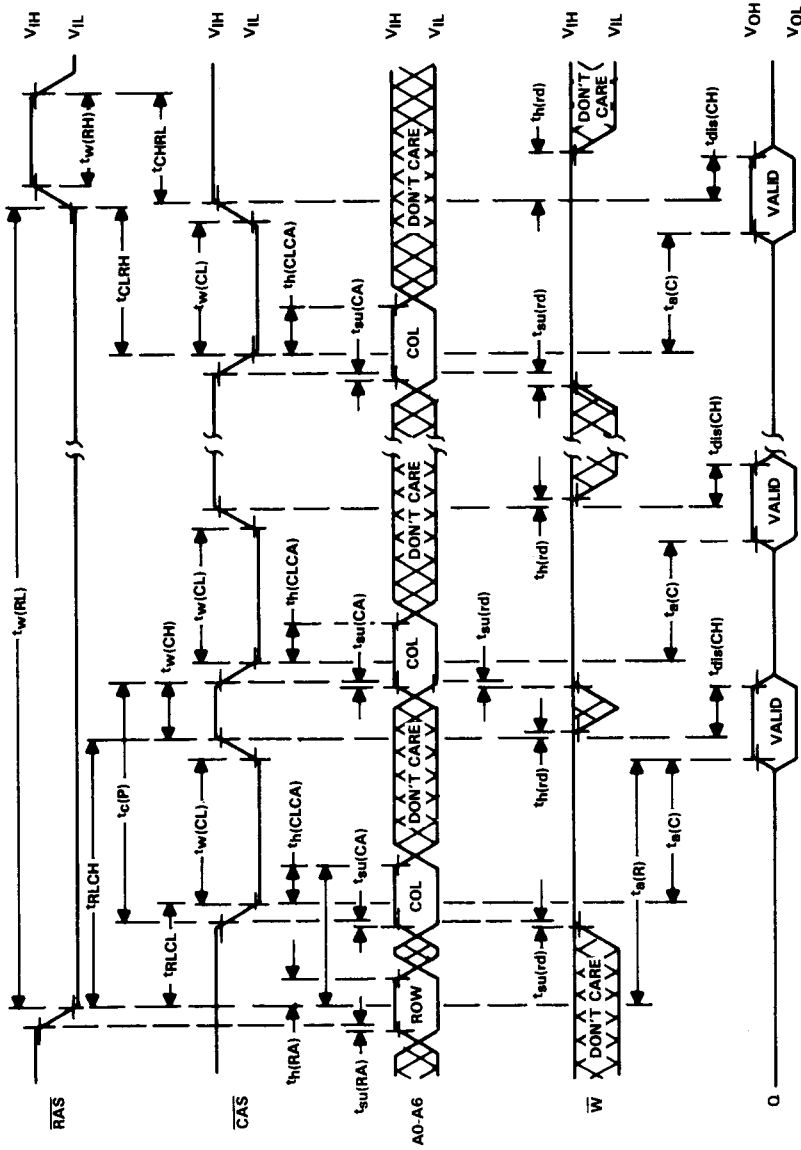 RAS
VIH
VIL
tw(RL)
tw(RH)
tCHRL
tCLRH
tRLCH
tc(P)
tw(CH)
tRLCL
CAS
VIH
VIL
tw(CL)
tw(CL)
tw(CL)
th(RA)
th(CLCA)
th(CLCA)
th(CLCA)
tsu(RA)
tsu(CA)
tsu(CA)
tsu(CA)
A0-A6
VIH
VIL
ROW
COL
DON'T CARE
COL
DON'T CARE
COL
DON'T CARE
tsu(rd)
th(rd)
tsu(rd)
th(rd)
tsu(rd)
th(rd)
W
VIH
VIL
DON'T CARE
DON'T
CARE
ta(R)
ta(C)
tdis(CH)
ta(C)
tdis(CH)
ta(C)
tdis(CH)
Q
VOH
VOL
VALID
VALID
VALID